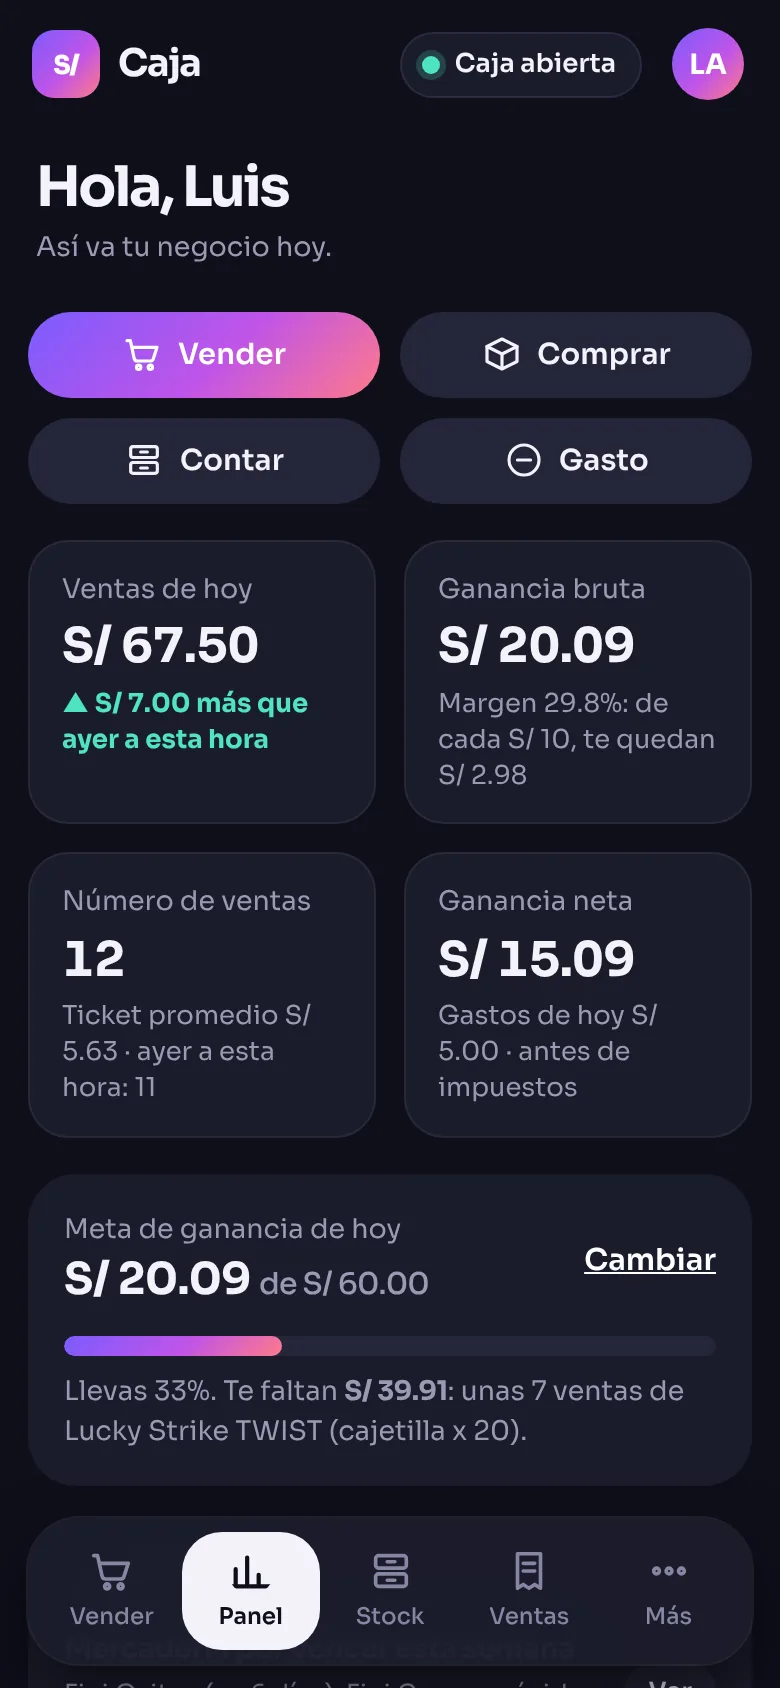 S/ Caja
Caja abierta
LA
Hola, Luis
Así va tu negocio hoy.
Vender
Comprar
Contar
Gasto
Ventas de hoy
S/ 67.50
▲ S/ 7.00 más que
ayer a esta hora
Ganancia bruta
S/ 20.09
Margen 29.8%: de
cada S/ 10, te quedan
S/ 2.98
Número de ventas
12
Ticket promedio S/
5.63 · ayer a esta
hora: 11
Ganancia neta
S/ 15.09
Gastos de hoy S/
5.00 · antes de
impuestos
Meta de ganancia de hoy
S/ 20.09 de S/ 60.00
Cambiar
Llevas 33%. Te faltan S/ 39.91: unas 7 ventas de
Lucky Strike TWIST (cajetilla x 20).
Vender
Panel
Stock
Ventas
Más